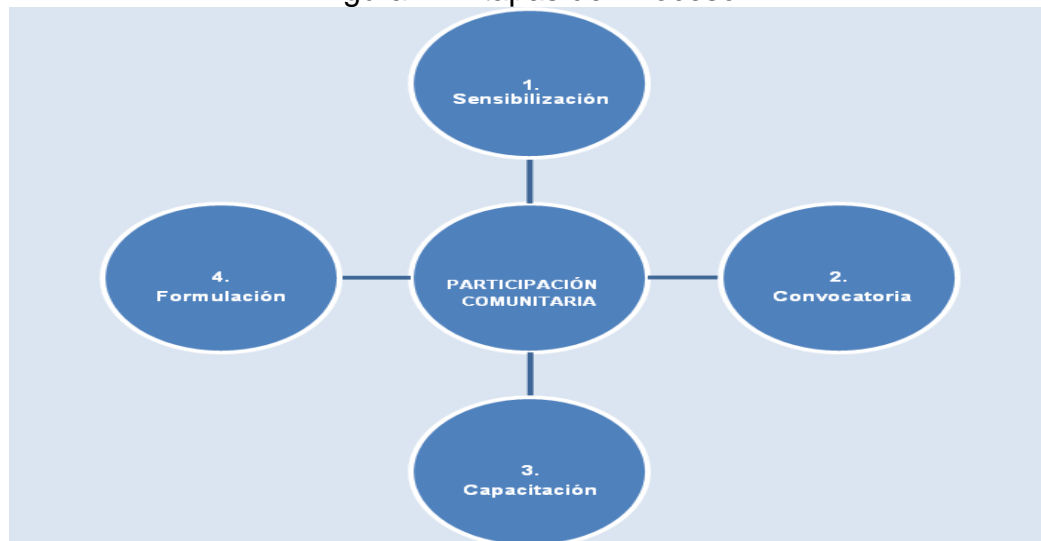 1.
Sensibilización
4.
Formulación
PARTICIPACIÓN
COMUNITARIA
2.
Convocatoria
3.
Capacitación